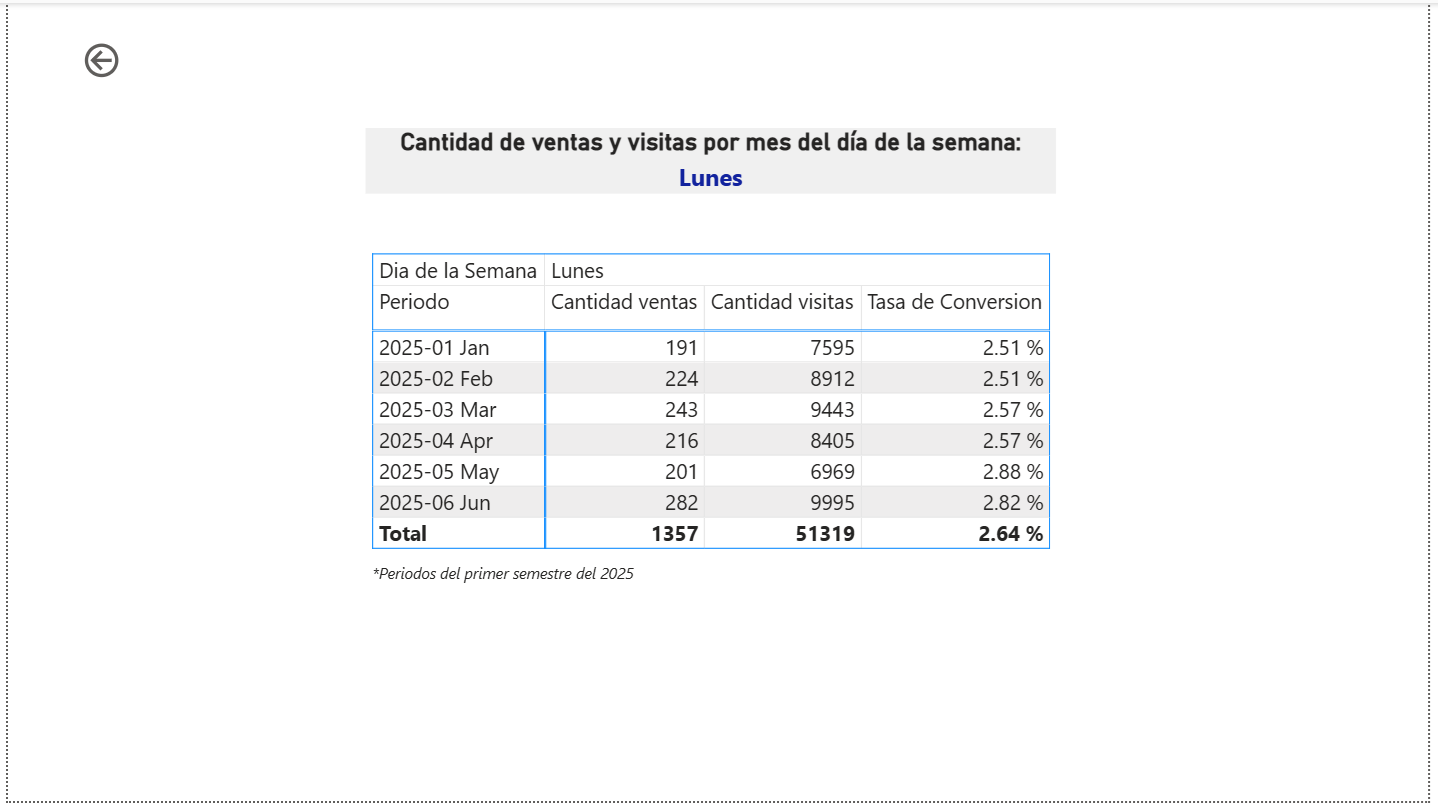 Cantidad de ventas y visitas por mes del día de la semana:
Lunes
Dia de la Semana Lunes
Periodo Cantidad ventas Cantidad visitas Tasa de Conversion
2025-01 Jan 191 7595 2.51 %
2025-02 Feb 224 8912 2.51 %
2025-03 Mar 243 9443 2.57 %
2025-04 Apr 216 8405 2.57 %
2025-05 May 201 6969 2.88 %
2025-06 Jun 282 9995 2.82 %
Total 1357 51319 2.64 %
*Periodos del primer semestre del 2025